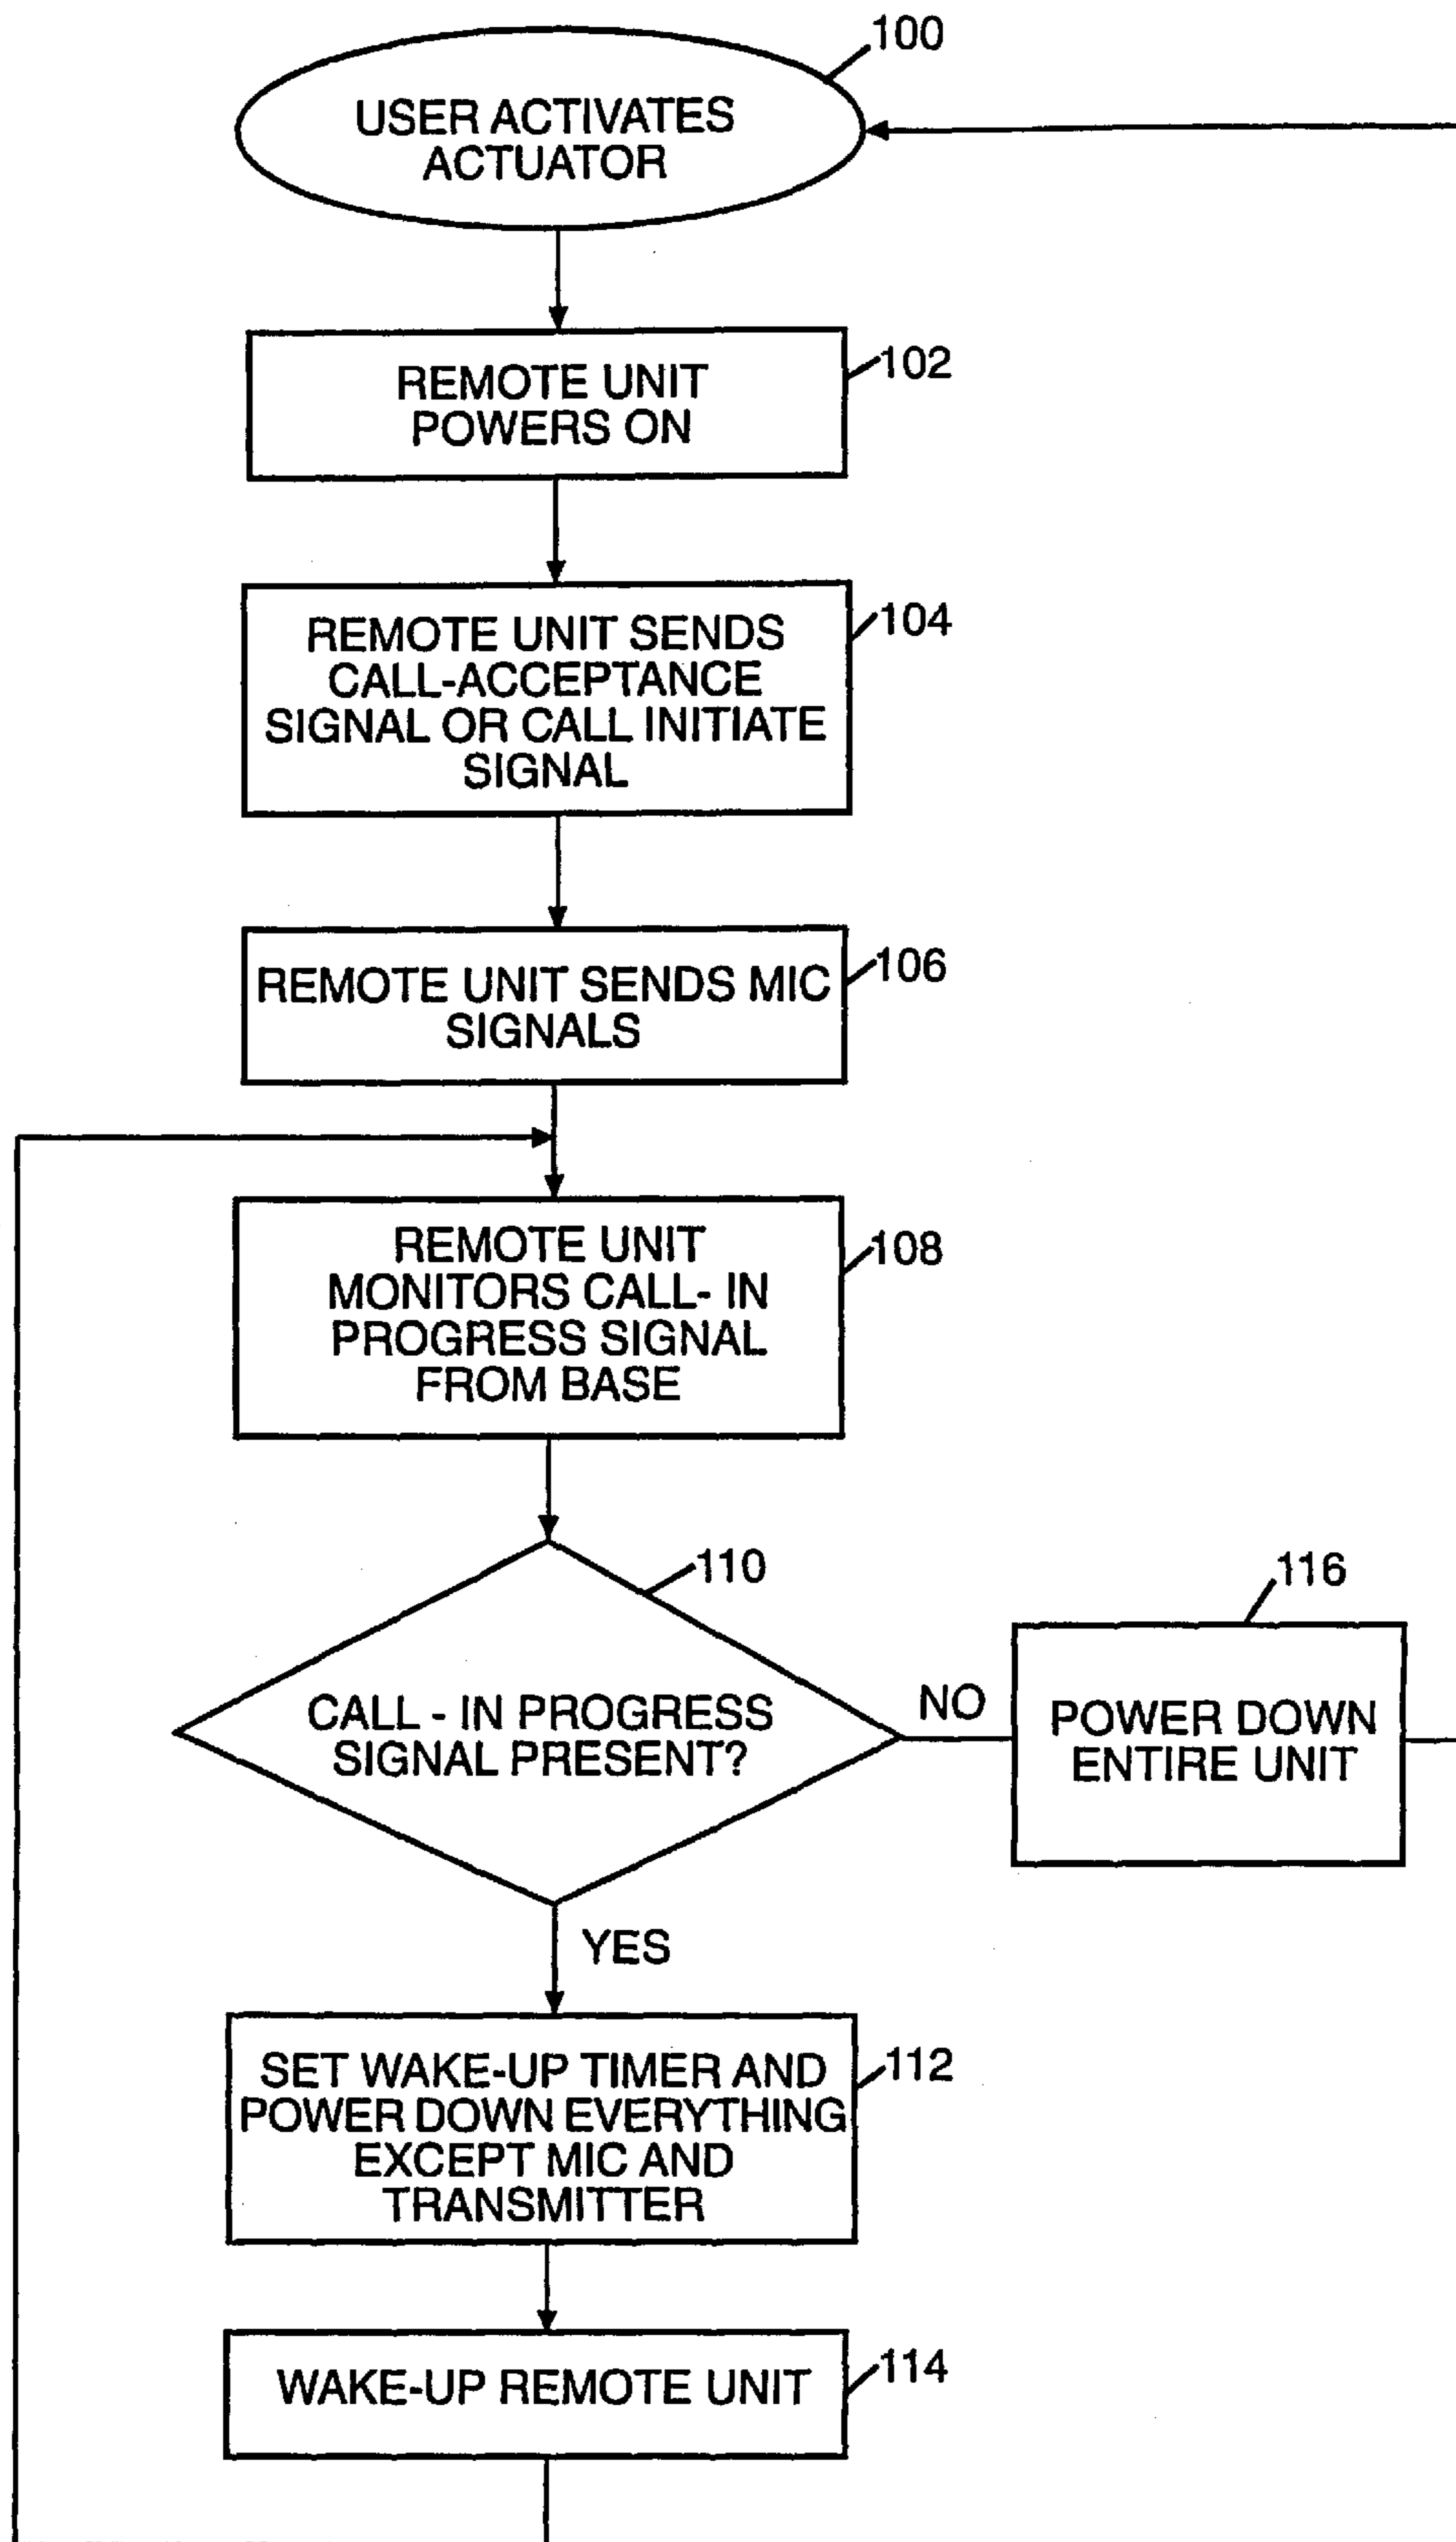 100
USER ACTIVATES
ACTUATOR
102
REMOTE UNIT
POWERS ON
104
REMOTE UNIT SENDS
CALL-ACCEPTANCE
SIGNAL OR CALL INITIATE
SIGNAL
106
REMOTE UNIT SENDS MIC
SIGNALS
108
REMOTE UNIT
MONITORS CALL- IN
PROGRESS SIGNAL
FROM BASE
110
CALL - IN PROGRESS
SIGNAL PRESENT?
NO
116
POWER DOWN
ENTIRE UNIT
YES
112
SET WAKE-UP TIMER AND
POWER DOWN EVERYTHING
EXCEPT MIC AND
TRANSMITTER
114
WAKE-UP REMOTE UNIT